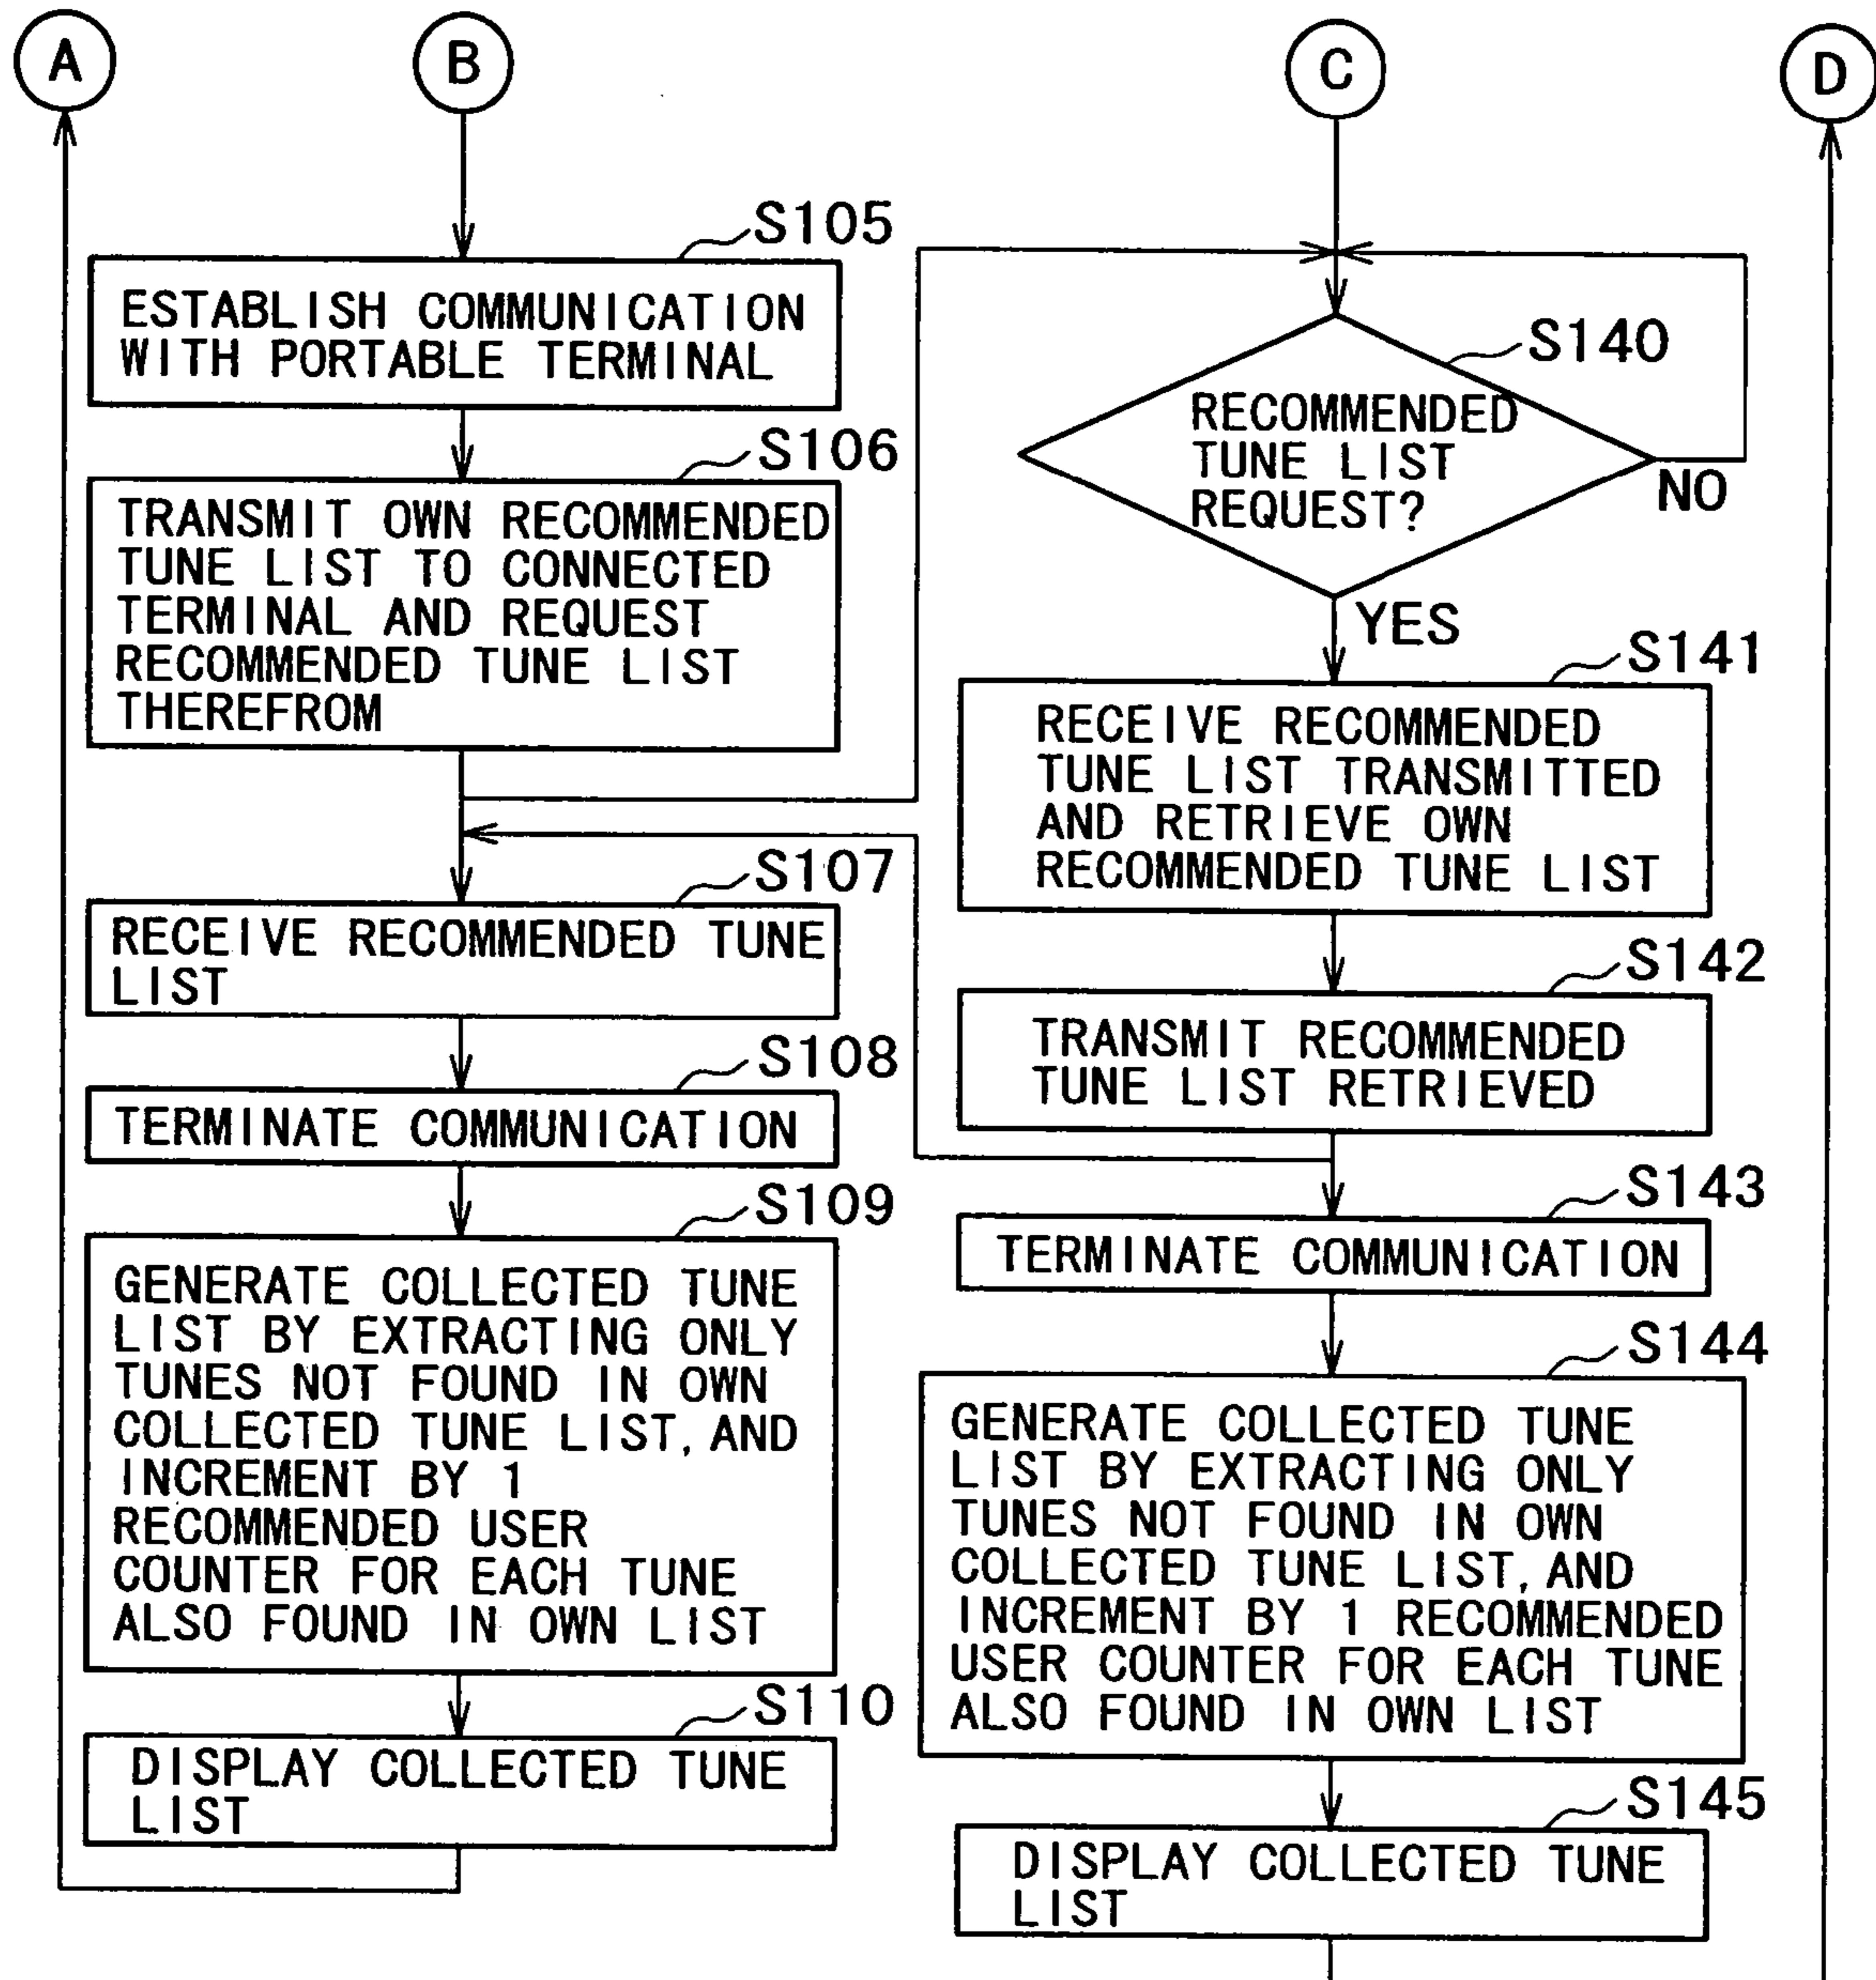 A
B
C
D
S105
ESTABLISH COMMUNICATION
WITH PORTABLE TERMINAL
S106
TRANSMIT OWN RECOMMENDED
TUNE LIST TO CONNECTED
TERMINAL AND REQUEST
RECOMMENDED TUNE LIST
THEREFROM
S107
RECEIVE RECOMMENDED TUNE
LIST
S108
TERMINATE COMMUNICATION
S109
GENERATE COLLECTED TUNE
LIST BY EXTRACTING ONLY
TUNES NOT FOUND IN OWN
COLLECTED TUNE LIST, AND
INCREMENT BY 1
RECOMMENDED USER
COUNTER FOR EACH TUNE
ALSO FOUND IN OWN LIST
S110
DISPLAY COLLECTED TUNE
LIST
S140
RECOMMENDED
TUNE LIST
REQUEST?
NO
YES
S141
RECEIVE RECOMMENDED
TUNE LIST TRANSMITTED
AND RETRIEVE OWN
RECOMMENDED TUNE LIST
S142
TRANSMIT RECOMMENDED
TUNE LIST RETRIEVED
S143
TERMINATE COMMUNICATION
S144
GENERATE COLLECTED TUNE
LIST BY EXTRACTING ONLY
TUNES NOT FOUND IN OWN
COLLECTED TUNE LIST, AND
INCREMENT BY 1 RECOMMENDED
USER COUNTER FOR EACH TUNE
ALSO FOUND IN OWN LIST
S145
DISPLAY COLLECTED TUNE
LIST